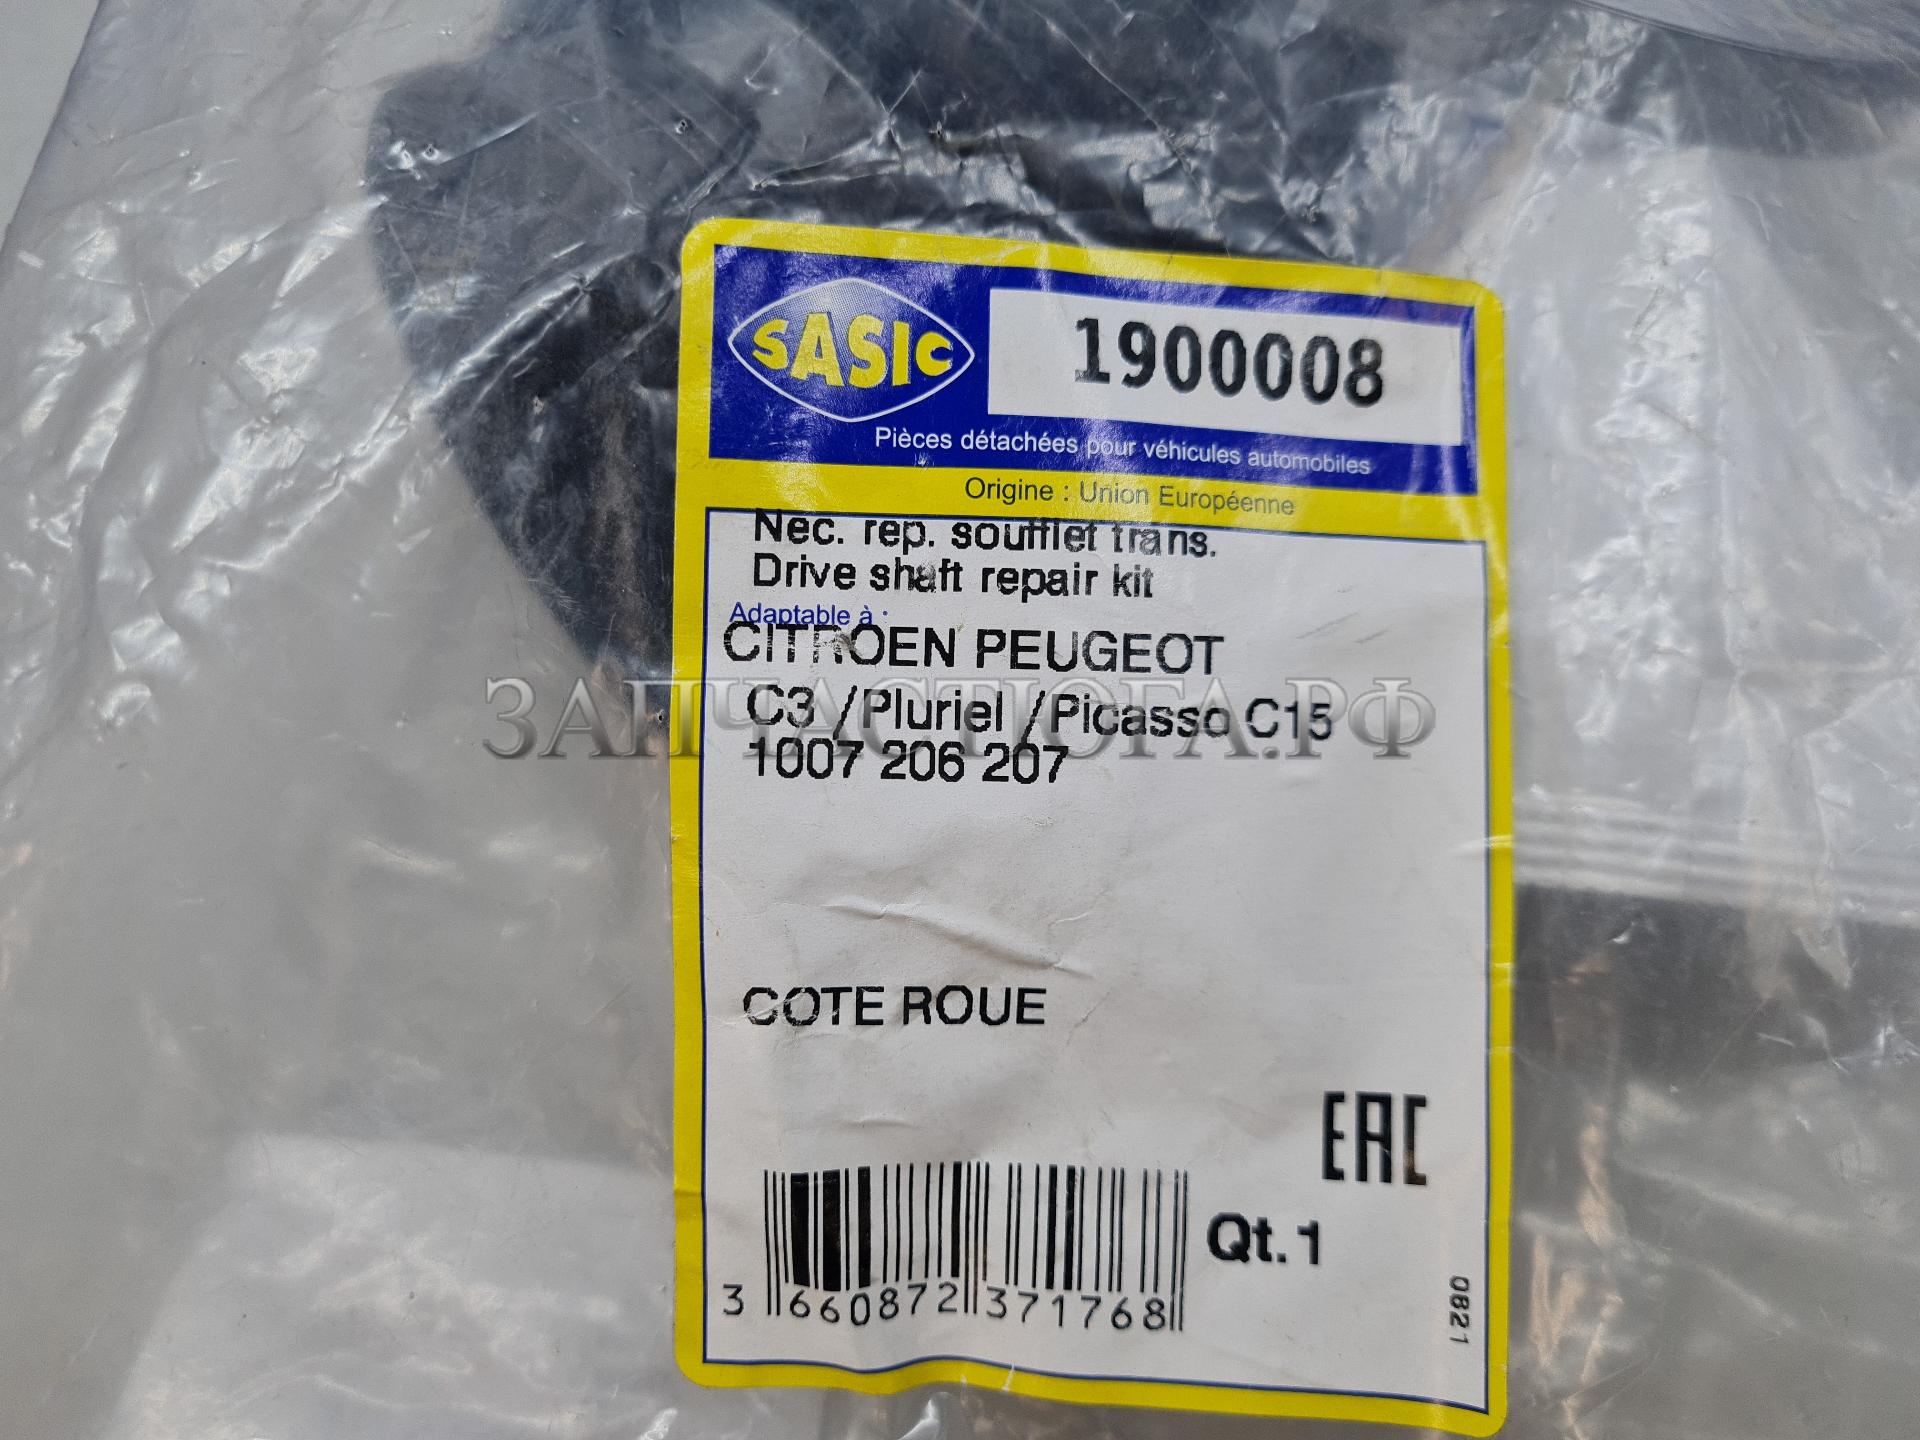 SASIC
1900008
Pièces détachées pour véhicules automobiles
Origine : Union Européenne
Nec. rep. soufflet trans.
Drive shaft repair kit
Adaptable à :
CITROEN PEUGEOT
C3 /Pluriel /Picasso C15
ЗАПЧАСТЮГА.РФ
1007 206 207
COTE ROUE
EAC
Qt.1
3 660872 371768
0821